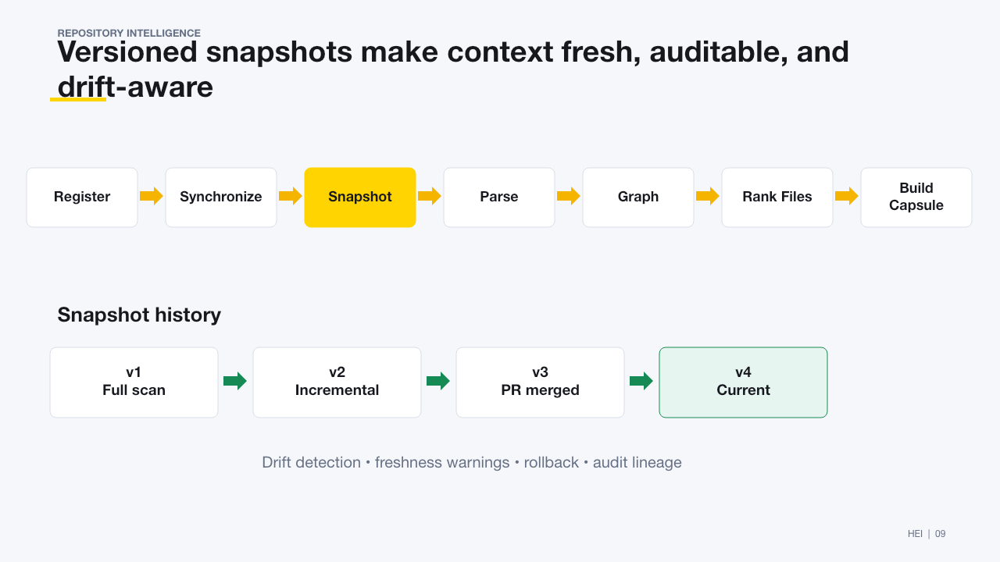 REPOSITORY INTELLIGENCE
Versioned snapshots make context fresh, auditable, and
drift-aware
Register
Synchronize
Snapshot
Parse
Graph
Rank Files
Build
Capsule
Snapshot history
v1
Full scan
v2
Incremental
v3
PR merged
v4
Current
Drift detection • freshness warnings • rollback • audit lineage
HEI | 09